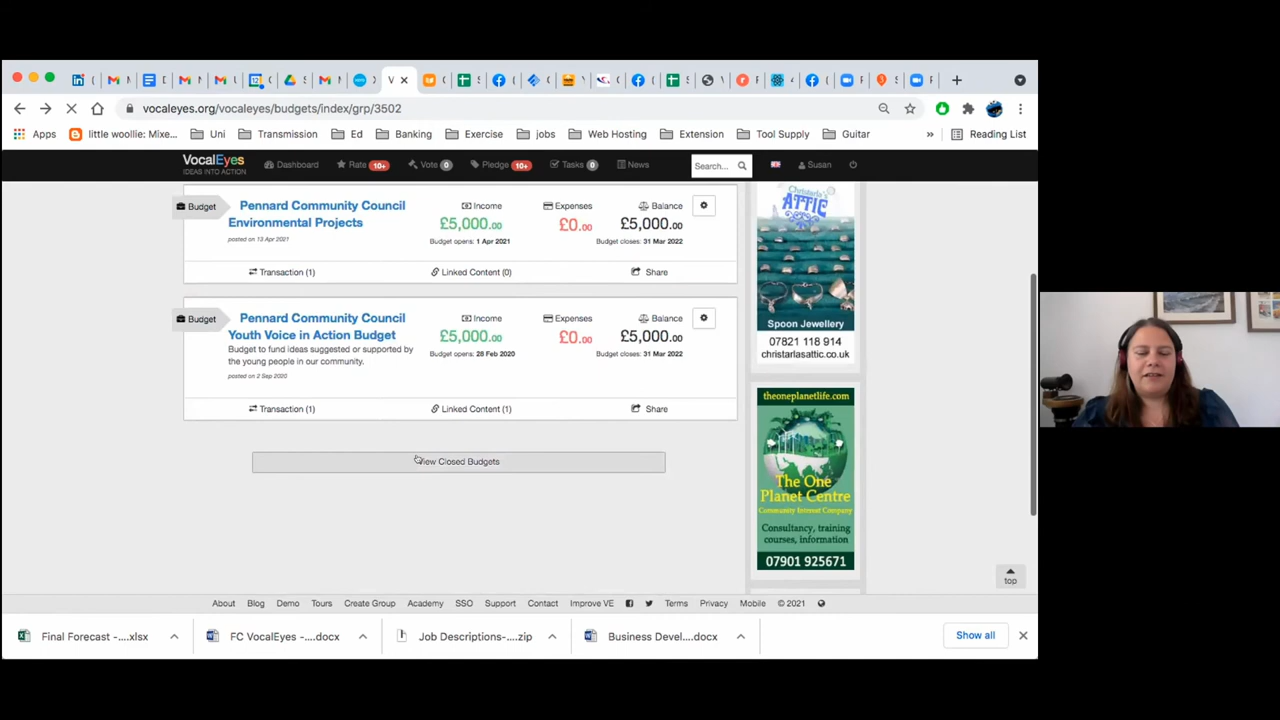 vocaleyes.org/vocaleyes/budgets/index/grp/3502
Apps
little woollie: Mixe...
Uni
Transmission
Ed
Banking
Exercise
jobs
Web Hosting
Extension
Tool Supply
Guitar
»
Reading List
VocalEyes
IDEAS INTO ACTION
Dashboard
Rate 10+
Vote 0
Pledge 10+
Tasks 0
News
Search...
Susan
Budget
Pennard Community Council
Environmental Projects
posted on 13 Apr 2021
Income
£5,000.00
Budget opens: 1 Apr 2021
Expenses
£0.00
Balance
£5,000.00
Budget closes: 31 Mar 2022
Transaction (1)
Linked Content (0)
Share
Budget
Pennard Community Council
Youth Voice in Action Budget
Budget to fund ideas suggested or supported by
the young people in our community.
posted on 2 Sep 2020
Income
£5,000.00
Budget opens: 28 Feb 2020
Expenses
£0.00
Balance
£5,000.00
Budget closes: 31 Mar 2022
Transaction (1)
Linked Content (1)
Share
View Closed Budgets
Christarla's
ATTIC
Spoon Jewellery
07821 118 914
christarlasattic.co.uk
theoneplanetlife.com
The One
Planet Centre
Community Interest Company
Consultancy, training
courses, information
07901 925671
top
About
Blog
Demo
Tours
Create Group
Academy
SSO
Support
Contact
Improve VE
Terms
Privacy
Mobile
© 2021
Final Forecast -....xlsx
FC VocalEyes -....docx
Job Descriptions-....zip
Business Devel....docx
Show all